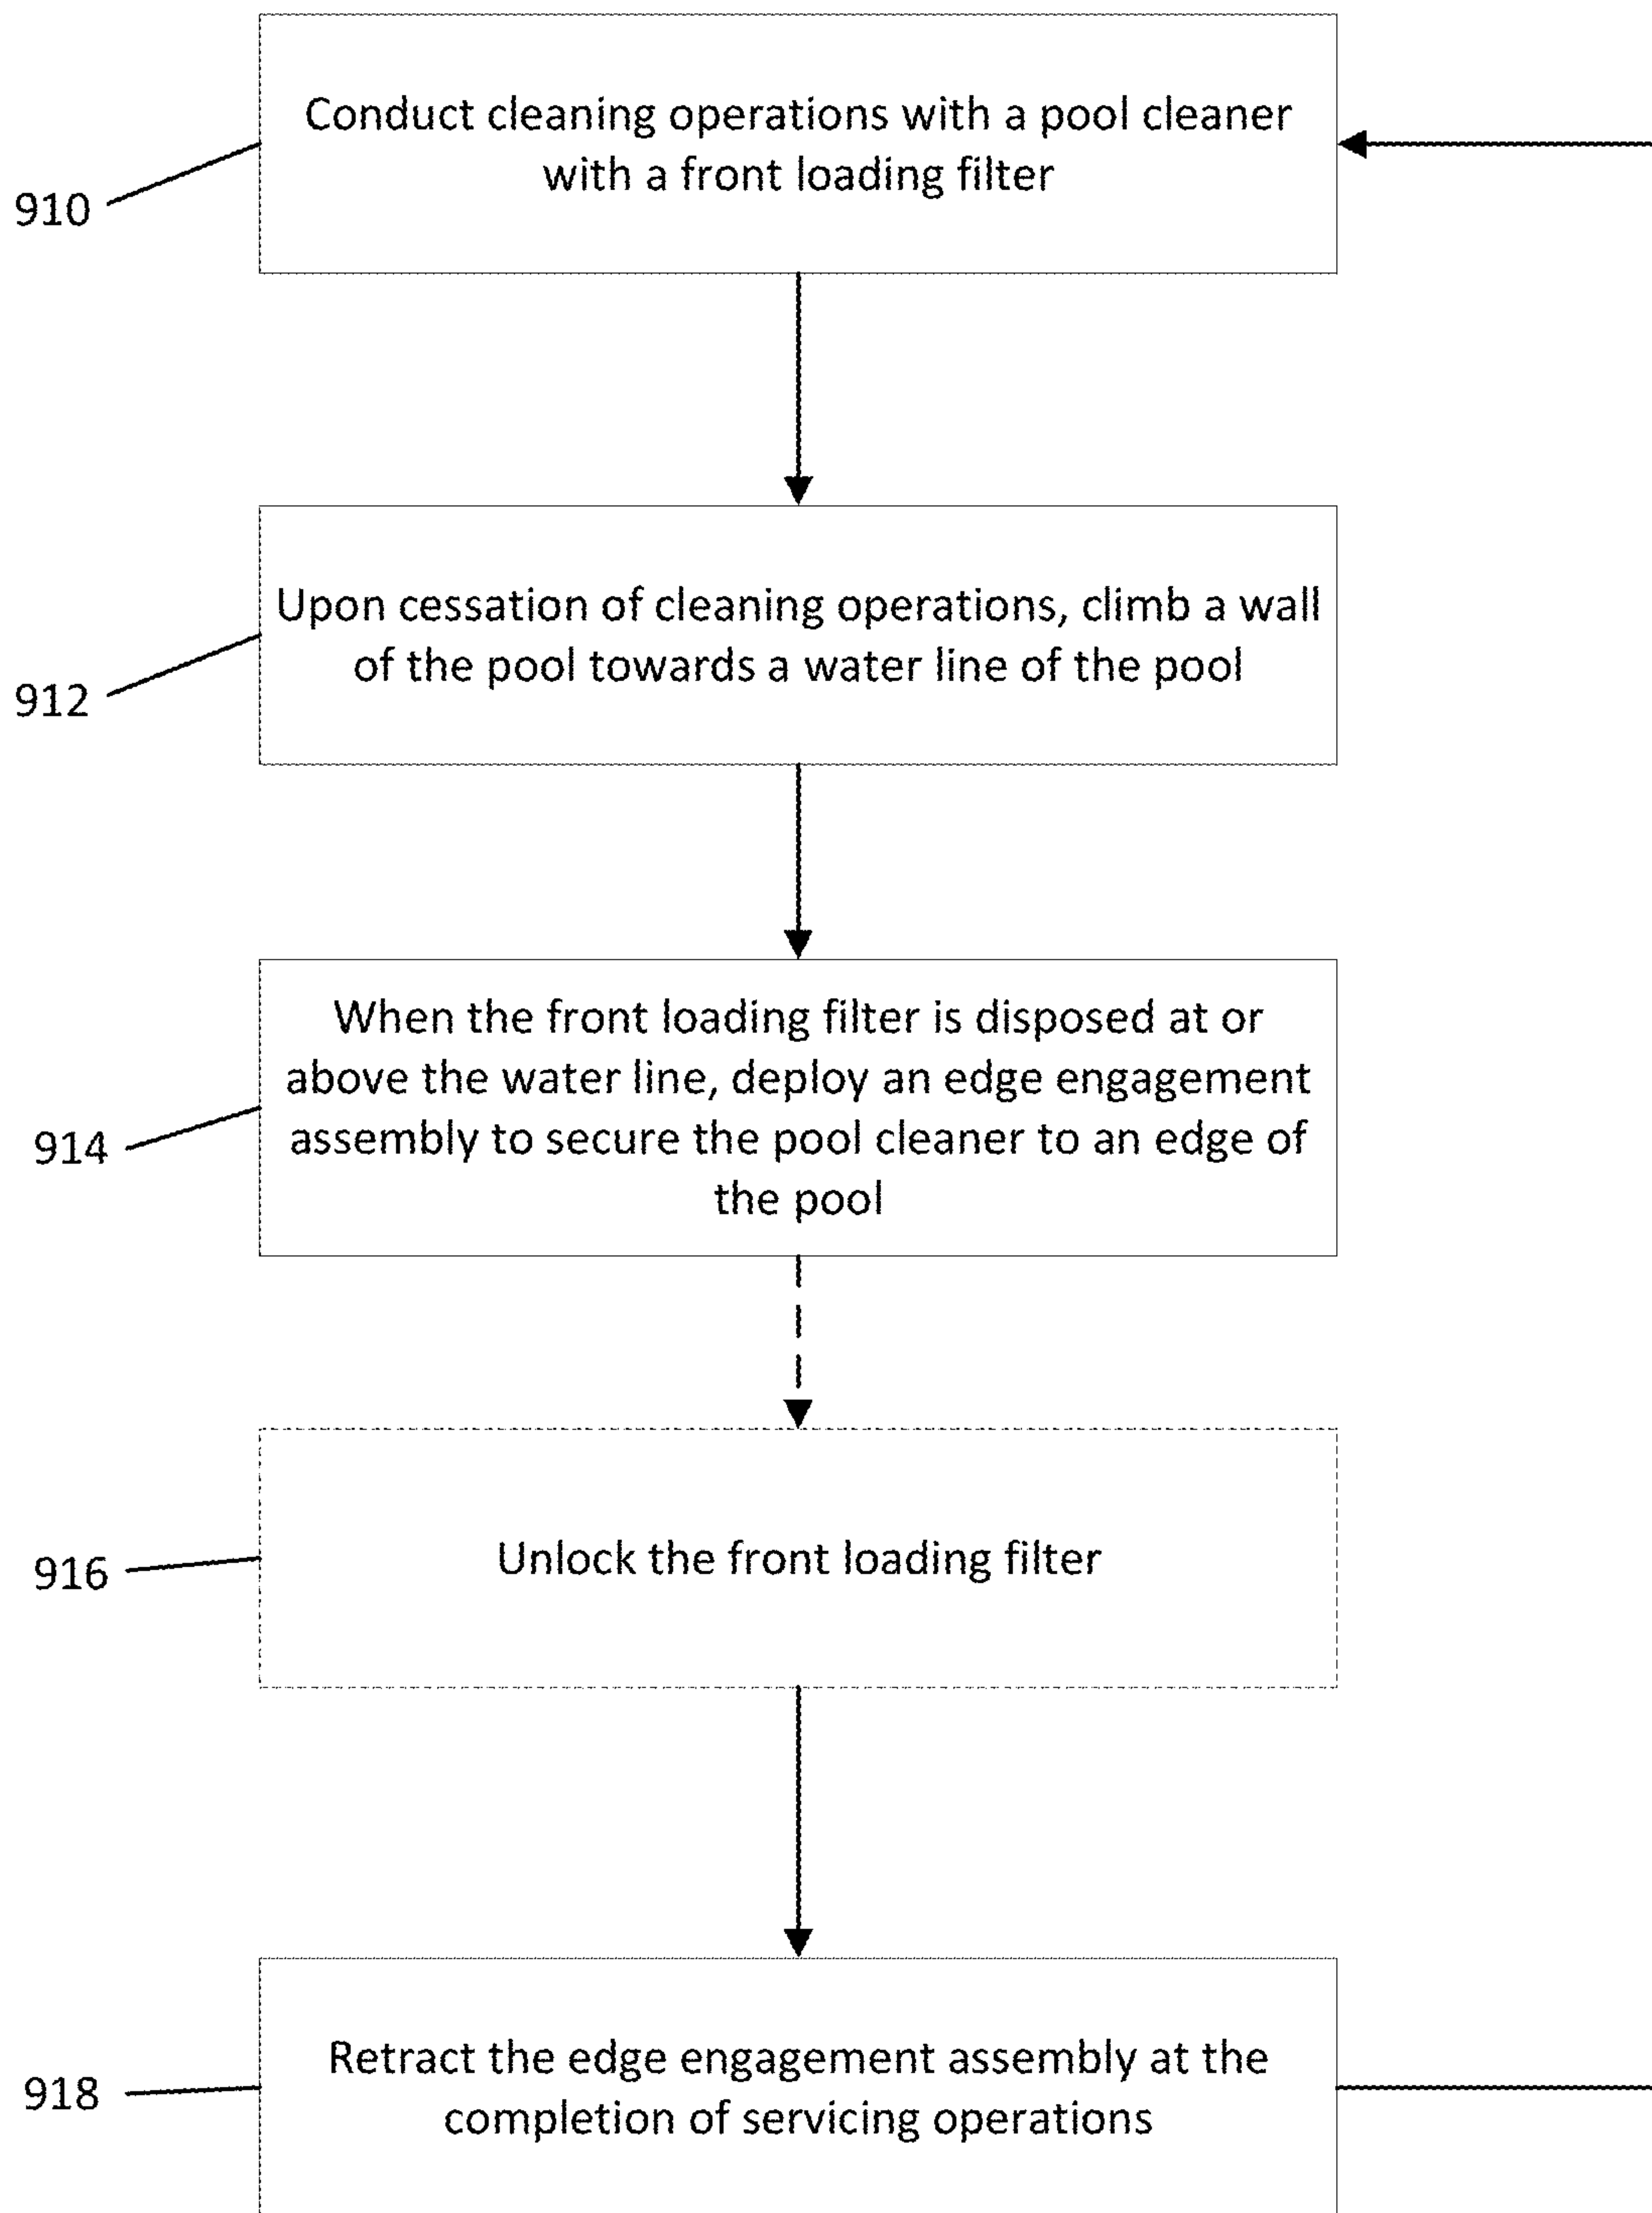 Conduct cleaning operations with a pool cleaner
with a front loading filter
910
Upon cessation of cleaning operations, climb a wall
of the pool towards a water line of the pool
912
When the front loading filter is disposed at or
above the water line, deploy an edge engagement
assembly to secure the pool cleaner to an edge of
the pool
914
Unlock the front loading filter
916
Retract the edge engagement assembly at the
completion of servicing operations
918